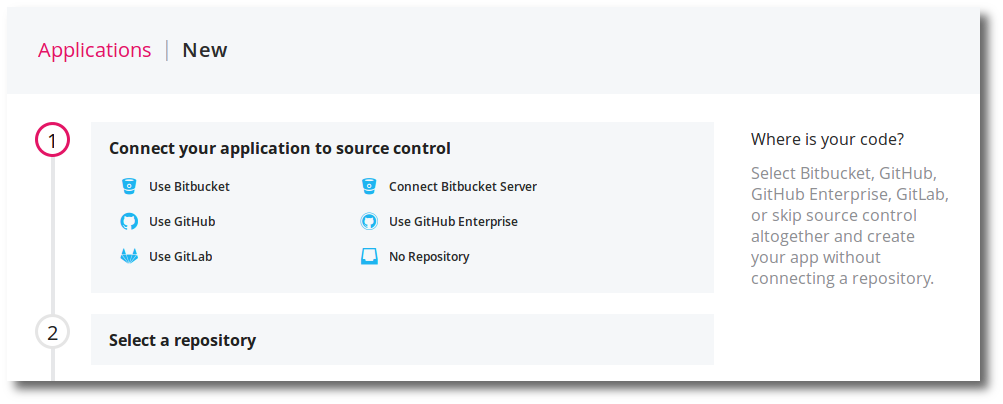 Applications | New
1
Connect your application to source control
Use Bitbucket
Connect Bitbucket Server
Use GitHub
Use GitHub Enterprise
Use GitLab
No Repository
Where is your code?
Select Bitbucket, GitHub,
GitHub Enterprise, GitLab,
or skip source control
altogether and create
your app without
connecting a repository.
2
Select a repository